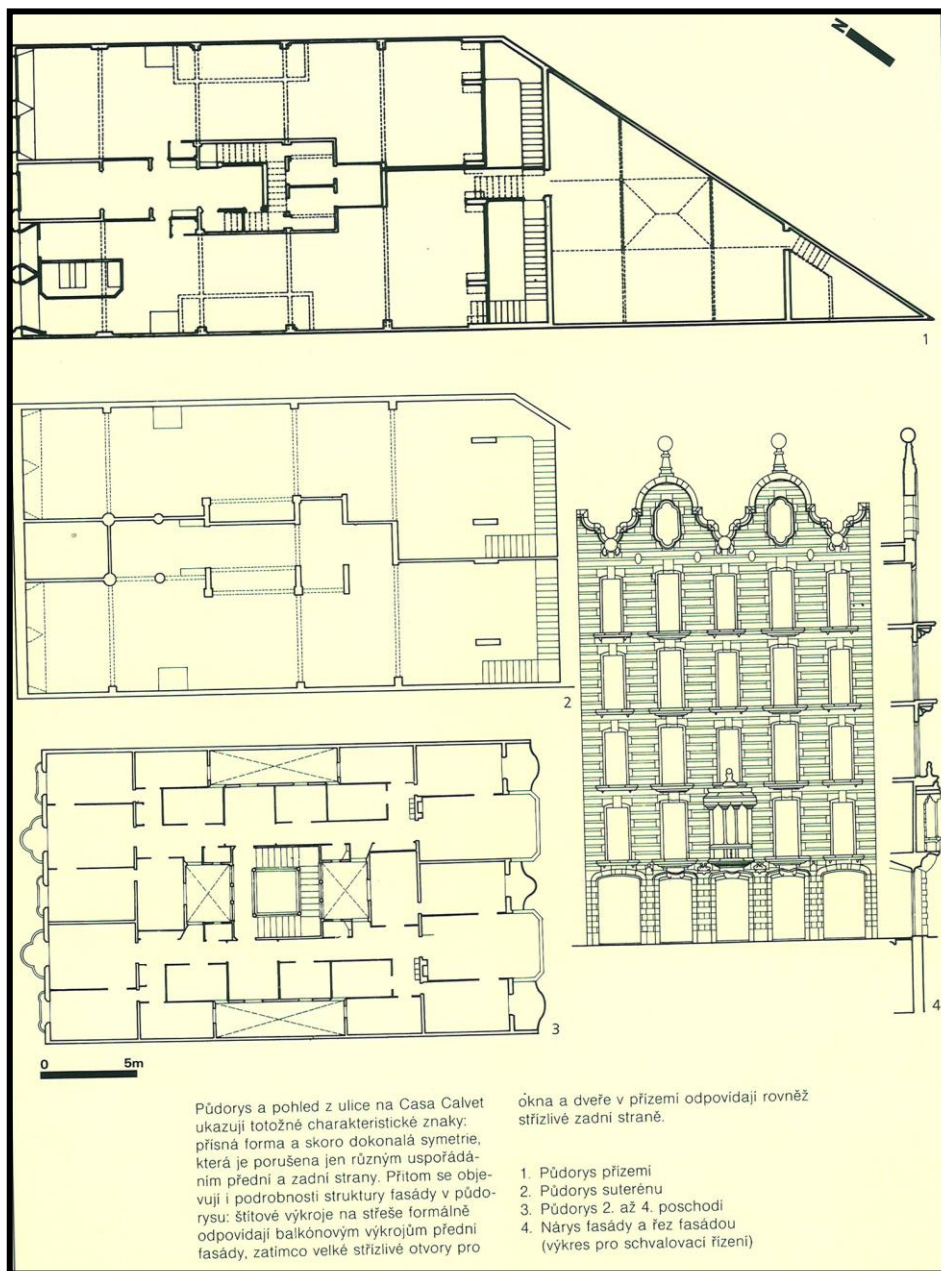 N
1
2
3
4
0 5m
Půdorys a pohled z ulice na Casa Calvet
ukazují totožné charakteristické znaky:
přísná forma a skoro dokonalá symetrie,
která je porušena jen různým uspořádá-
ním přední a zadní strany. Přitom se obje-
vují i podrobnosti struktury fasády v půdo-
rysu: štítové výkroje na střeše formálně
odpovídají balkónovým výkrojům přední
fasády, zatímco velké střízlivé otvory pro
okna a dveře v přízemí odpovídají rovněž
střízlivé zadní straně.
1. Půdorys přízemí
2. Půdorys suterénu
3. Půdorys 2. až 4. poschodí
4. Nárys fasády a řez fasádou
(výkres pro schvalovací řízení)